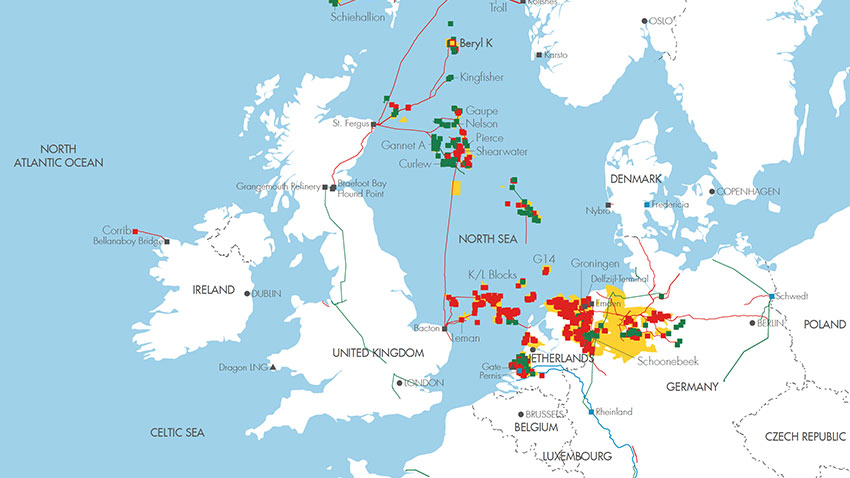 Schiehallion
Troll
Kolsnes
OSLO
Beryl K
Karsto
Kingfisher
St. Fergus
Gaupe
Nelson
Pierce
Gannet A
Shearwater
Curlew
NORTH
ATLANTIC OCEAN
Grangemouth Refinery
Braefoot Bay
Hound Point
DENMARK
COPENHAGEN
Nybro
Fredericia
Corrib
Bellanaboy Bridge
NORTH SEA
G14
Groningen
K/L Blocks
Delfzijl Terminal
IRELAND
DUBLIN
Emden
Schwedt
Bacton
Leman
BERLIN
POLAND
UNITED KINGDOM
NETHERLANDS
Schoonebeek
Dragon LNG
Gate
Pernis
LONDON
GERMANY
Rheinland
BRUSSELS
BELGIUM
CELTIC SEA
CZECH REPUBLIC
LUXEMBOURG